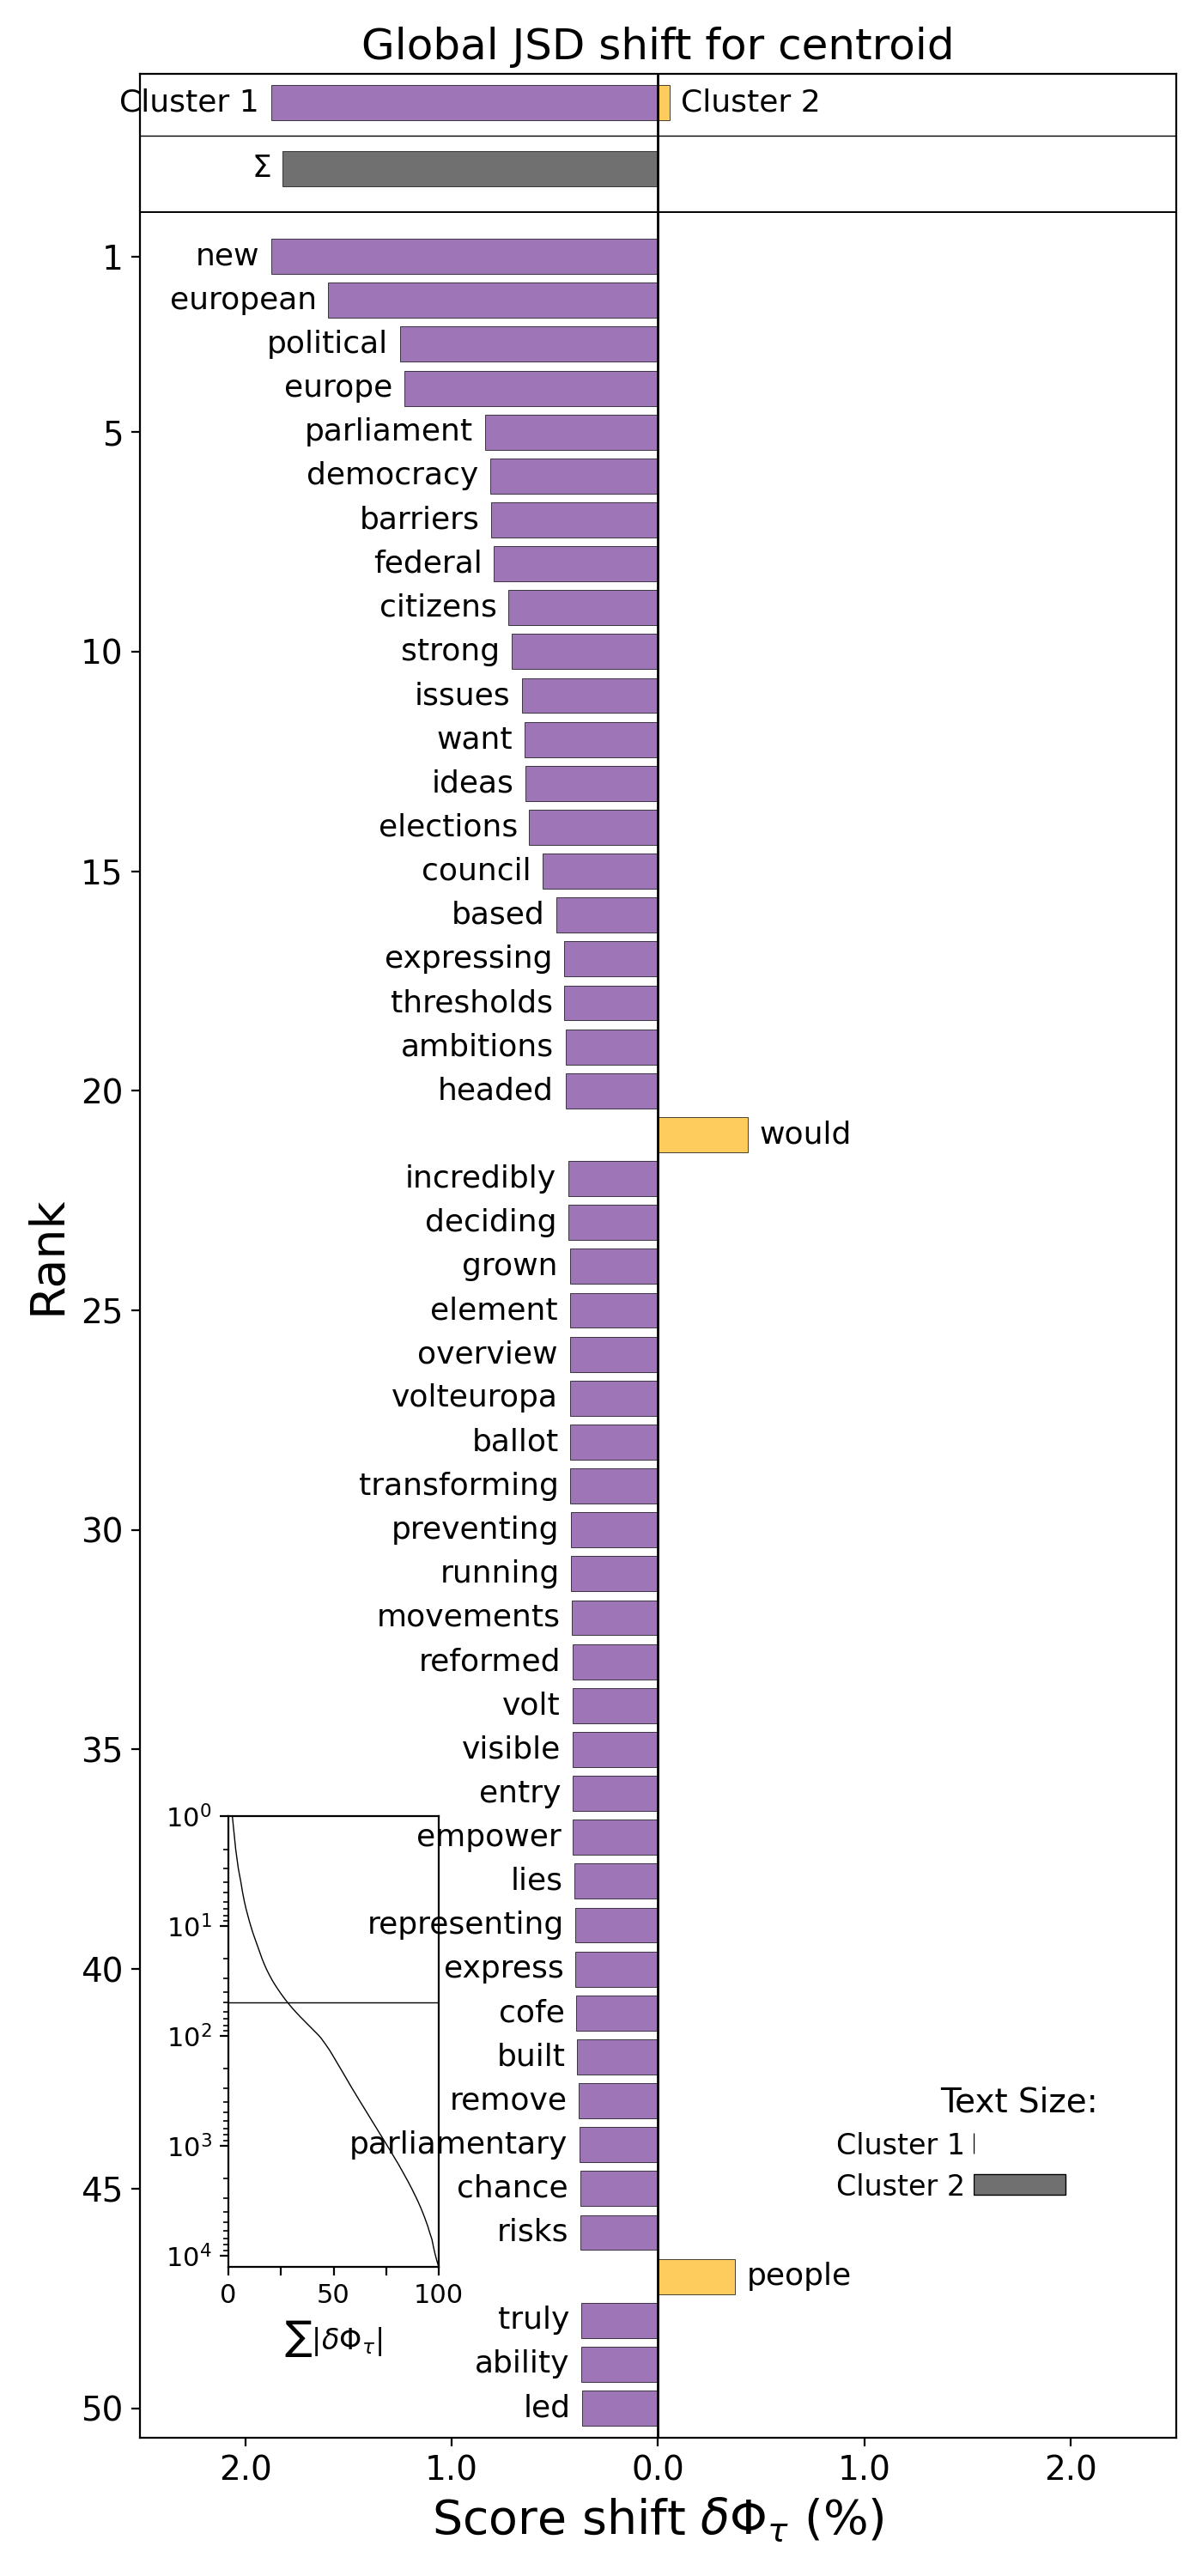 Global JSD shift for centroid
Cluster 1
Cluster 2
Σ
1
new
european
political
europe
5
parliament
democracy
barriers
federal
citizens
10
strong
issues
want
ideas
elections
15
council
based
expressing
thresholds
ambitions
20
headed
would
incredibly
deciding
grown
25
element
overview
volteuropa
ballot
transforming
30
preventing
running
movements
reformed
volt
35
visible
entry
empower
lies
representing
40
express
cofe
built
remove
parliamentary
45
chance
risks
people
truly
ability
50
led
Rank
10⁰
10¹
10²
10³
10⁴
0 50 100
∑|δΦτ|
Text Size:
Cluster 1
Cluster 2
2.0 1.0 0.0 1.0 2.0
Score shift δΦτ (%)